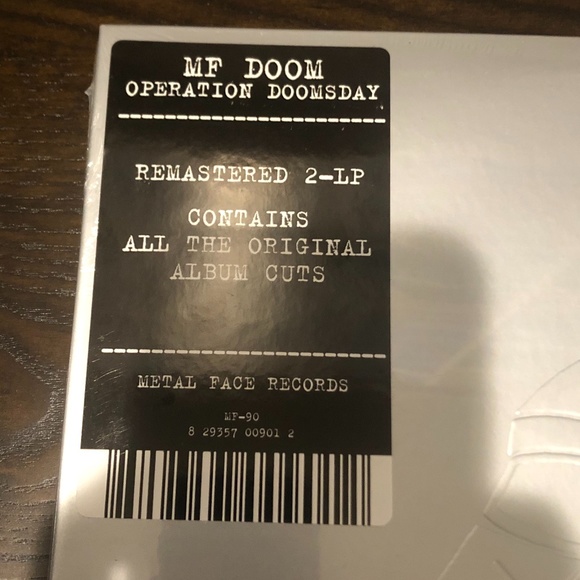 MF DOOM
OPERATION DOOMSDAY
REMASTERED 2-LP
CONTAINS
ALL THE ORIGINAL
ALBUM CUTS
METAL FACE RECORDS
MF-90
8 29357 00901 2